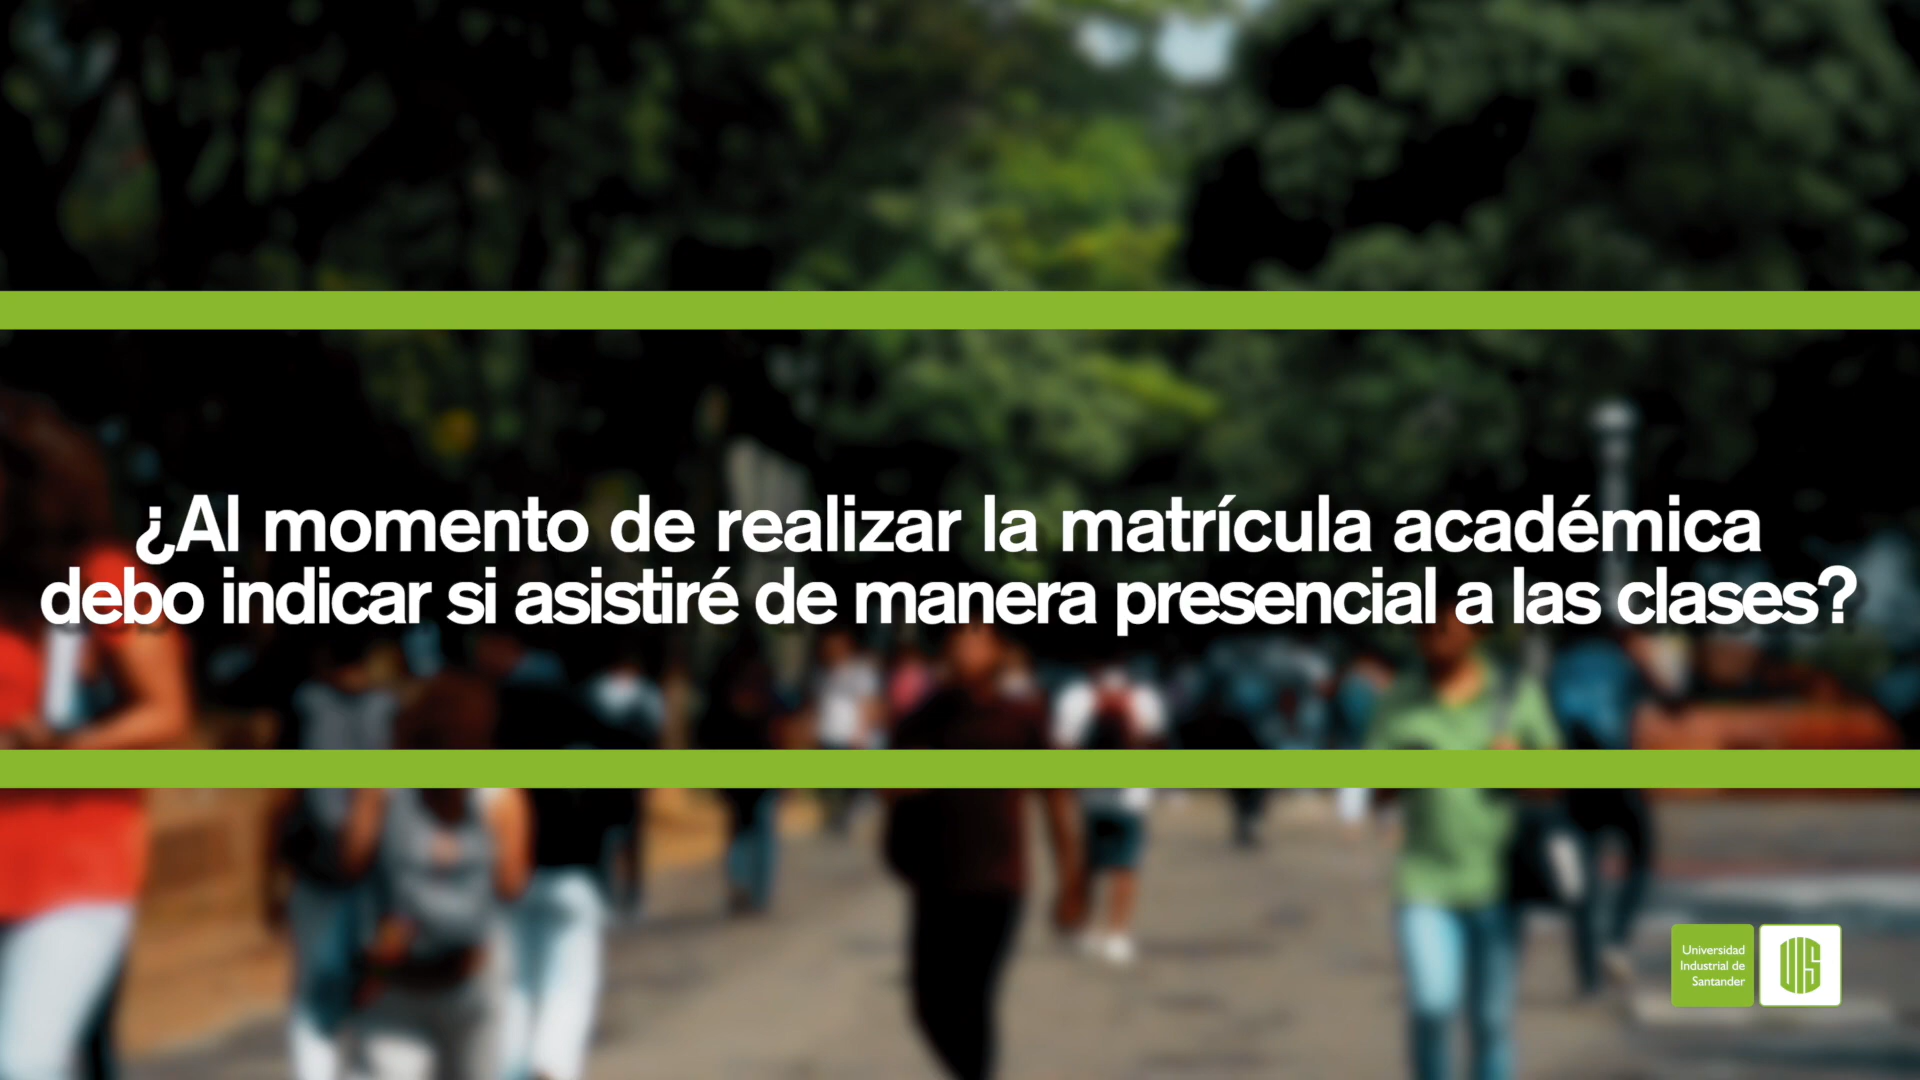 ¿Al momento de realizar la matrícula académica
debo indicar si asistiré de manera presencial a las clases?
Universidad
Industrial de
Santander
UIS